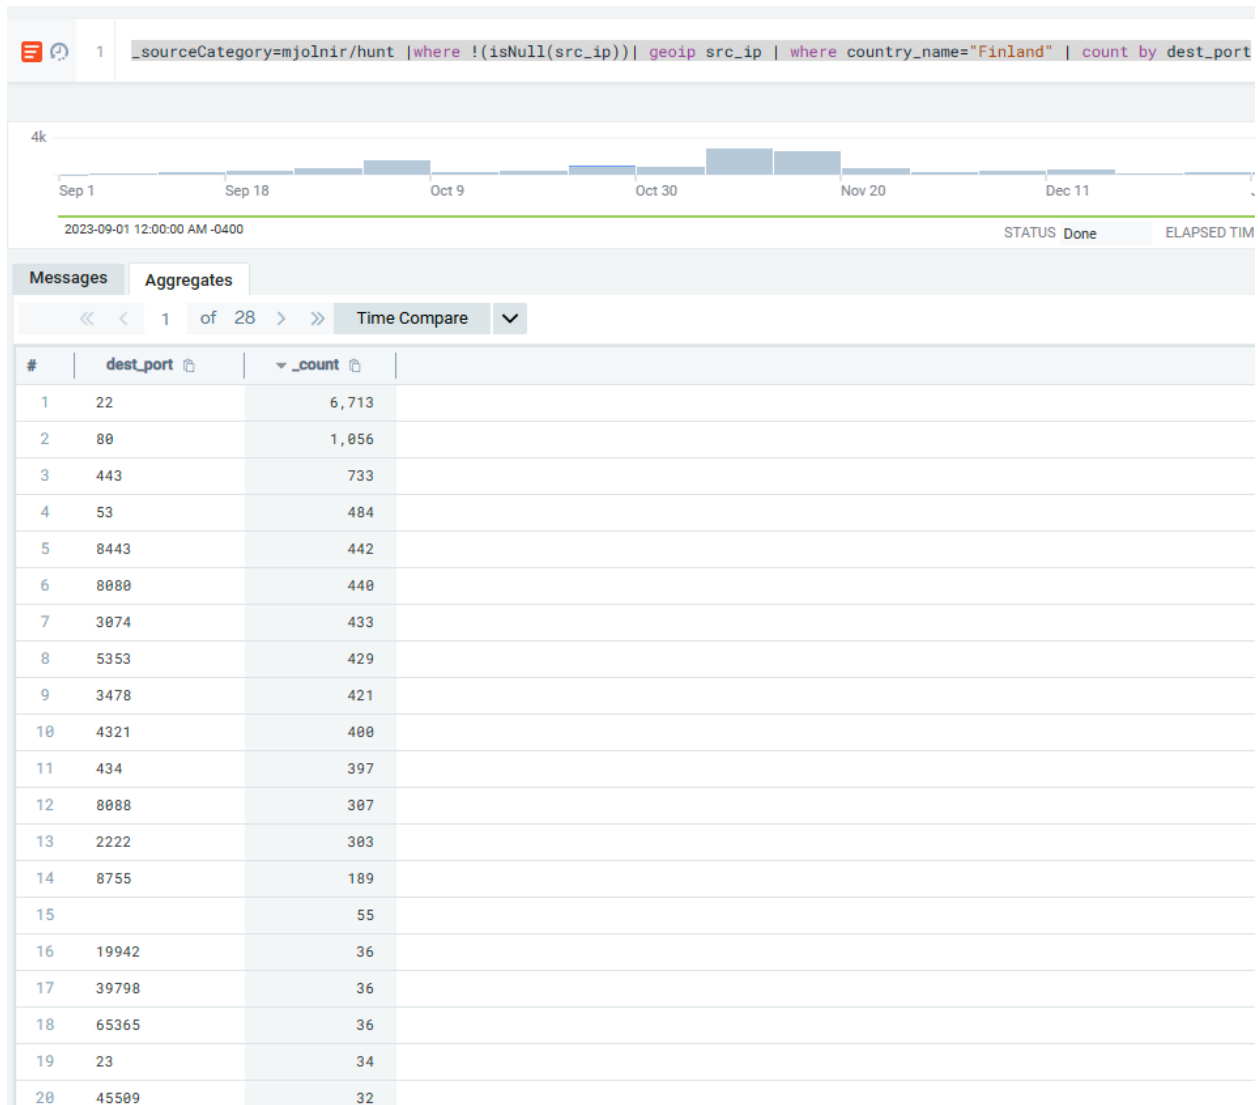 1 _sourceCategory=mjolnir/hunt |where !(isNull(src_ip))| geoip src_ip | where country_name="Finland" | count by dest_port
4k
Sep 1 Sep 18 Oct 9 Oct 30 Nov 20 Dec 11
2023-09-01 12:00:00 AM -0400 STATUS Done ELAPSED TIM
Messages Aggregates
1 of 28 Time Compare
# dest_port _count
1 22 6,713
2 80 1,056
3 443 733
4 53 484
5 8443 442
6 8080 440
7 3074 433
8 5353 429
9 3478 421
10 4321 400
11 434 397
12 8088 307
13 2222 303
14 8755 189
15 55
16 19942 36
17 39798 36
18 65365 36
19 23 34
20 45509 32